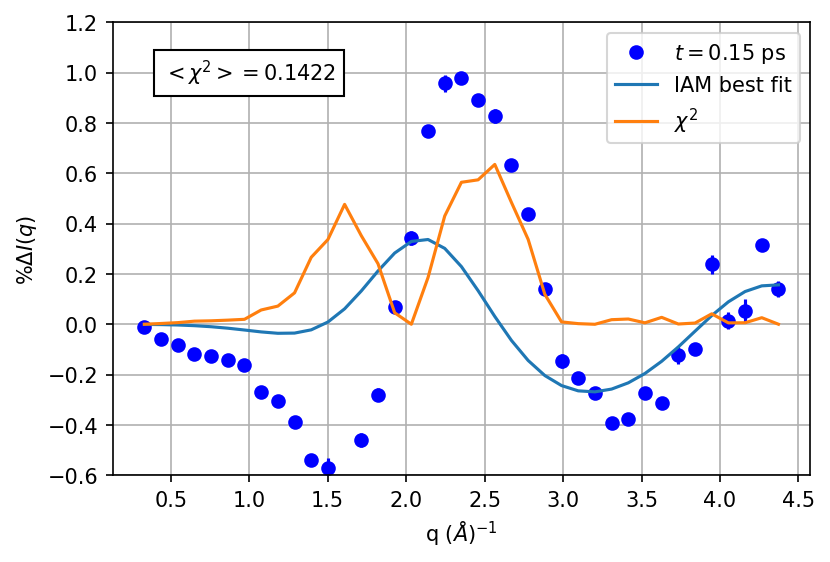 1.2
1.0
0.8
0.6
0.4
0.2
0.0
−0.2
−0.4
−0.6
%ΔI(q)
< χ² > = 0.1422
t = 0.15 ps
IAM best fit
χ²
0.5 1.0 1.5 2.0 2.5 3.0 3.5 4.0 4.5
q (Å)⁻¹